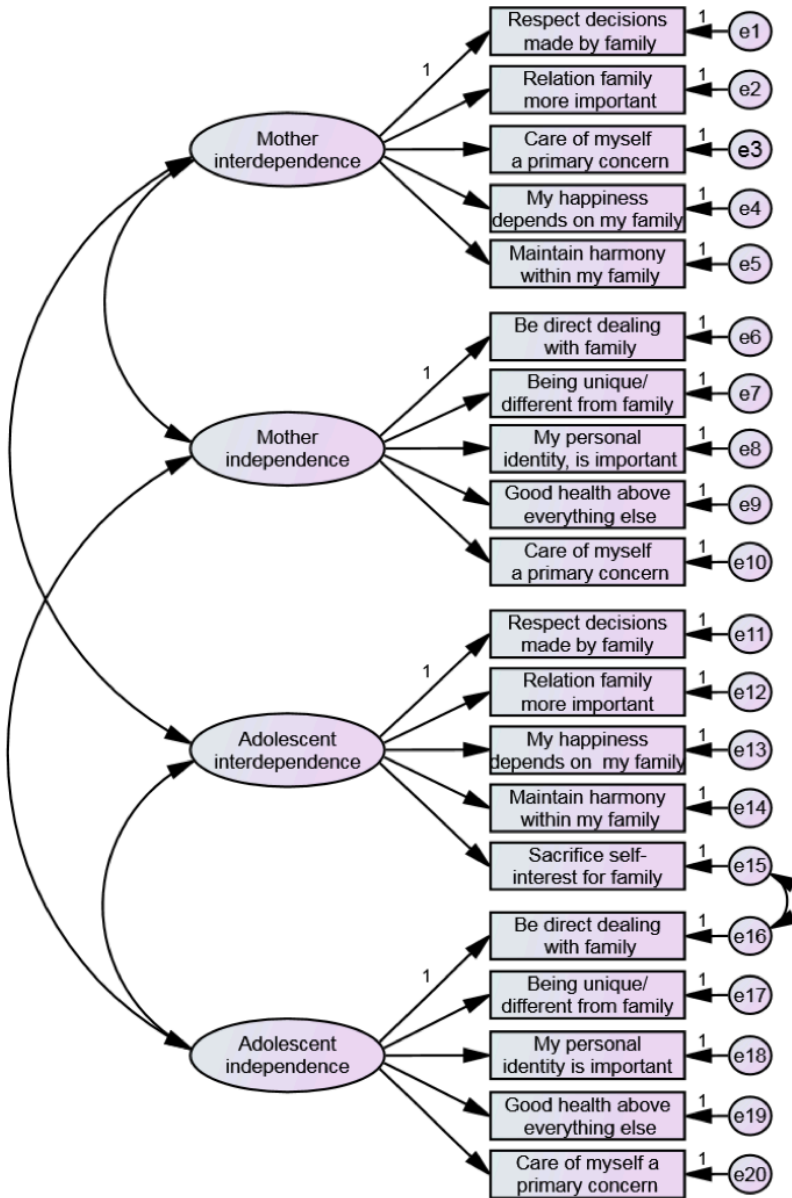 Respect decisions
made by family
1
1
e1
Relation family
more important
1
e2
Mother
interdependence
Care of myself
a primary concern
1
e3
My happiness
depends on my family
1
e4
Maintain harmony
within my family
1
e5
Be direct dealing
with family
1
1
e6
Being unique/
different from family
1
e7
Mother
independence
My personal
identity, is important
1
e8
Good health above
everything else
1
e9
Care of myself
a primary concern
1
e10
Respect decisions
made by family
1
1
e11
Relation family
more important
1
e12
Adolescent
interdependence
My happiness
depends on  my family
1
e13
Maintain harmony
within my family
1
e14
Sacrifice self-
interest for family
1
e15
Be direct dealing
with family
1
1
e16
Being unique/
different from family
1
e17
Adolescent
independence
My personal
identity is important
1
e18
Good health above
everything else
1
e19
Care of myself a
primary concern
1
e20